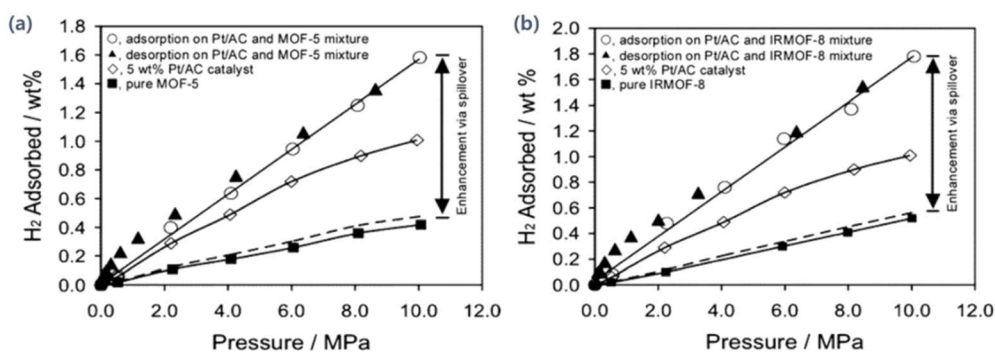 (a)
○, adsorption on Pt/AC and MOF-5 mixture
▲, desorption on Pt/AC and MOF-5 mixture
◇, 5 wt% Pt/AC catalyst
■, pure MOF-5
H₂ Adsorbed / wt%
1.8
1.6
1.4
1.2
1.0
0.8
0.6
0.4
0.2
0.0
0.0 2.0 4.0 6.0 8.0 10.0 12.0
Pressure / MPa
Enhancement via spillover
(b)
○, adsorption on Pt/AC and IRMOF-8 mixture
▲, desorption on Pt/AC and IRMOF-8 mixture
◇, 5 wt% Pt/AC catalyst
■, pure IRMOF-8
H₂ Adsorbed / wt %
2.0
1.8
1.6
1.4
1.2
1.0
0.8
0.6
0.4
0.2
0.0
0.0 2.0 4.0 6.0 8.0 10.0 12.0
Pressure / MPa
Enhancement via spillover